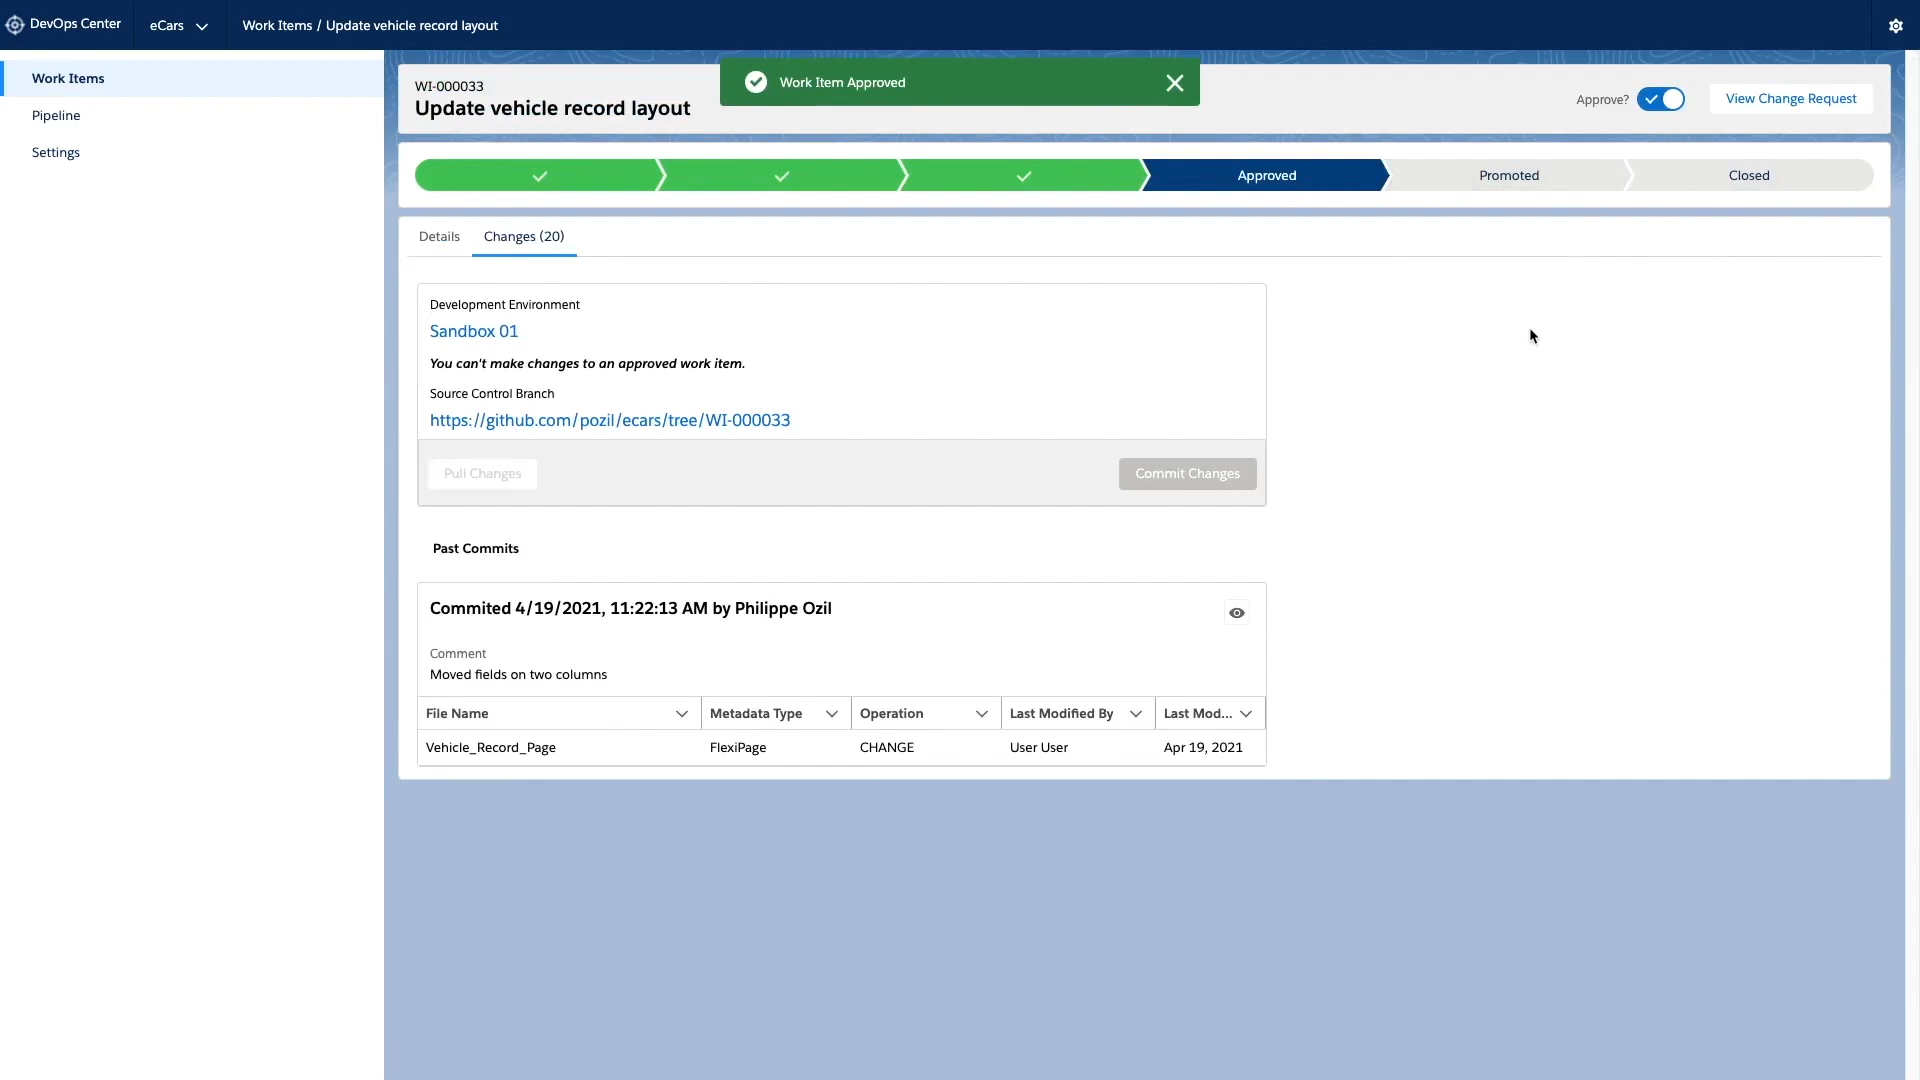 DevOps Center
eCars
Work Items / Update vehicle record layout
Work Items
Pipeline
Settings
WI-000033
Update vehicle record layout
Work Item Approved
Approve?
View Change Request
Approved
Promoted
Closed
Details
Changes (20)
Development Environment
Sandbox 01
You can't make changes to an approved work item.
Source Control Branch
https://github.com/pozil/ecars/tree/WI-000033
Pull Changes
Commit Changes
Past Commits
Commited 4/19/2021, 11:22:13 AM by Philippe Ozil
Comment
Moved fields on two columns
File Name Metadata Type Operation Last Modified By Last Mod...
Vehicle_Record_Page FlexiPage CHANGE User User Apr 19, 2021